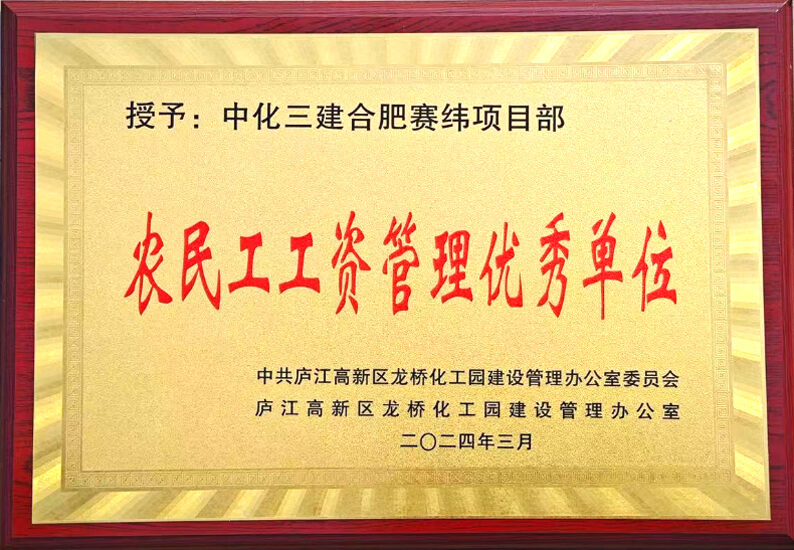 授予：中化三建合肥赛纬项目部
农民工工资管理优秀单位
中共庐江高新区龙桥化工园建设管理办公室委员会
庐江高新区龙桥化工园建设管理办公室
二〇二四年三月